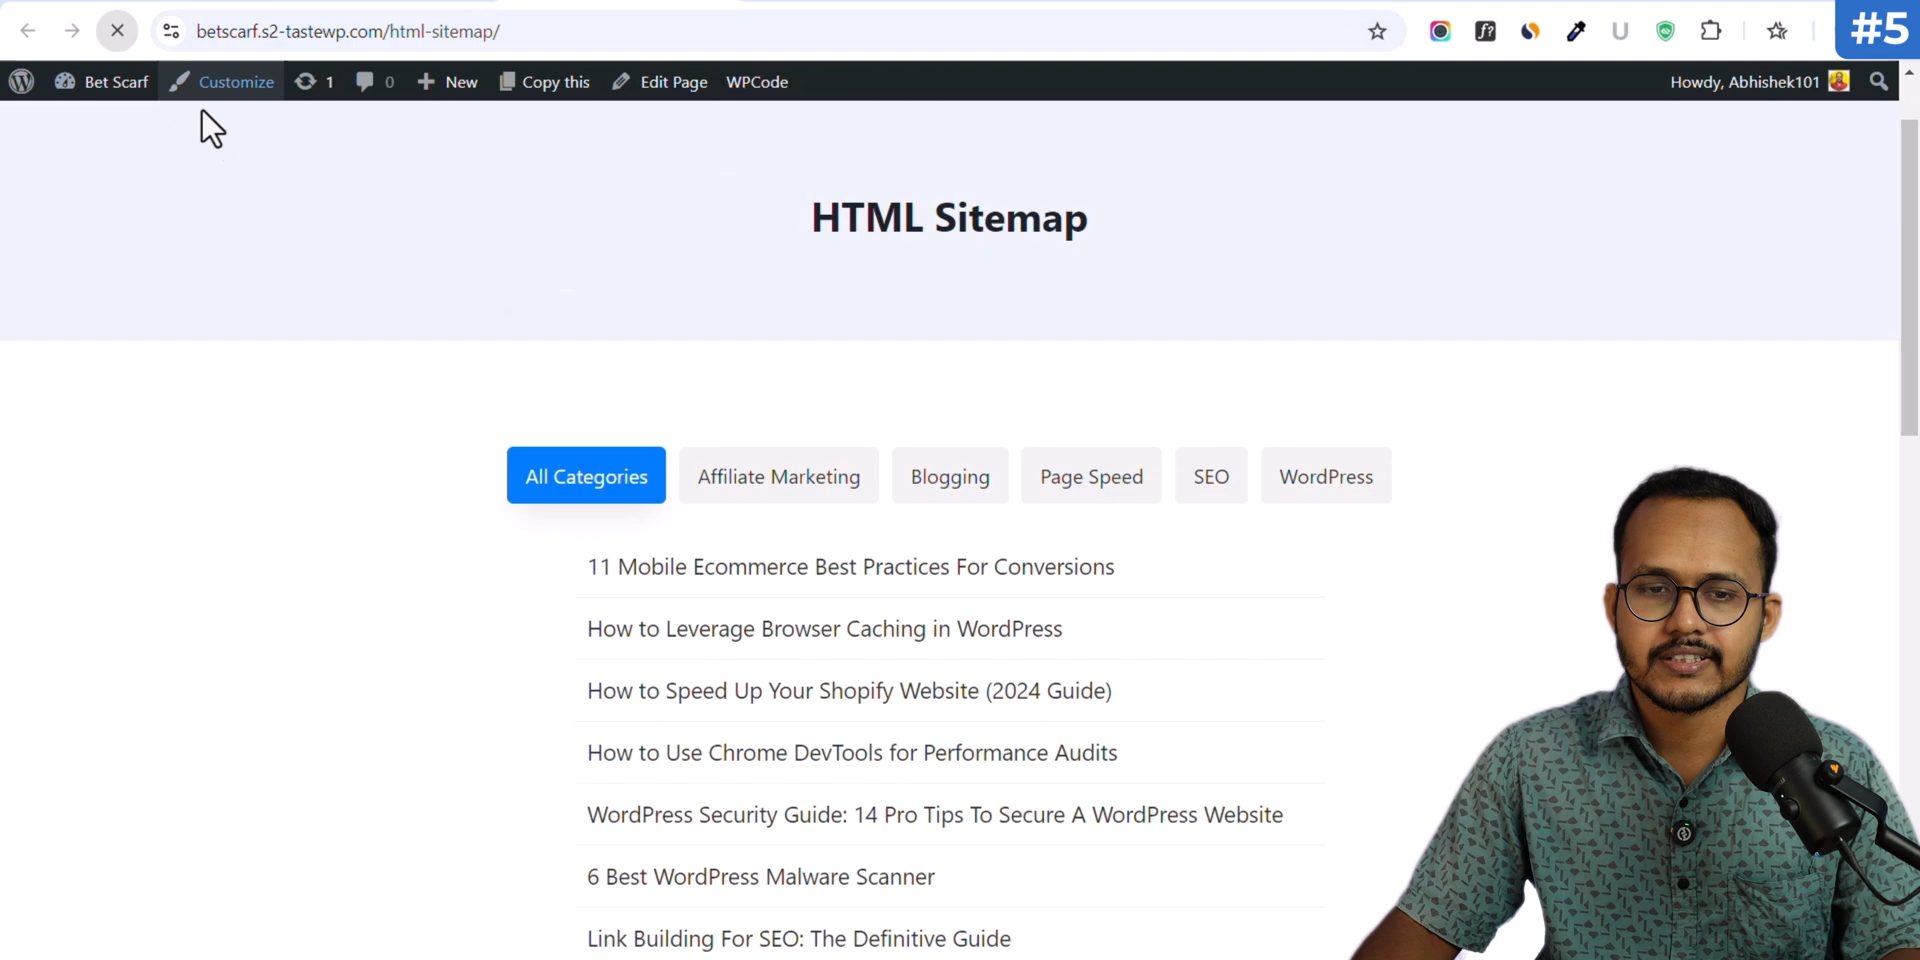 betscarf.s2-tastewp.com/html-sitemap/
#5
Bet Scarf Customize 1 0 New Copy this Edit Page WPCode Howdy, Abhishek101
HTML Sitemap
All Categories Affiliate Marketing Blogging Page Speed SEO WordPress
11 Mobile Ecommerce Best Practices For Conversions
How to Leverage Browser Caching in WordPress
How to Speed Up Your Shopify Website (2024 Guide)
How to Use Chrome DevTools for Performance Audits
WordPress Security Guide: 14 Pro Tips To Secure A WordPress Website
6 Best WordPress Malware Scanner
Link Building For SEO: The Definitive Guide